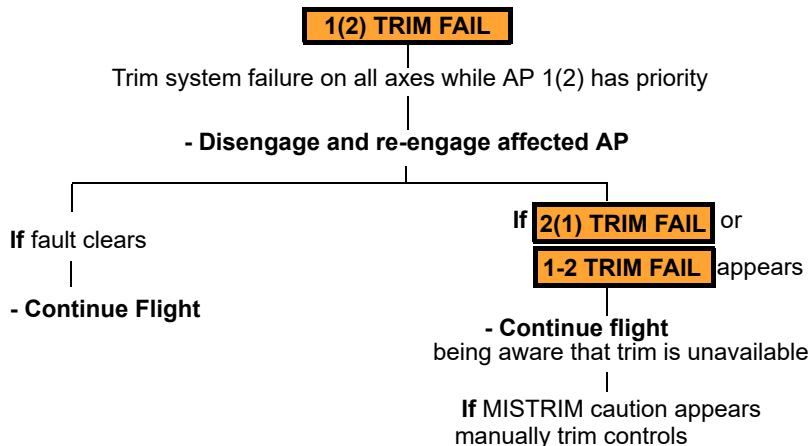 1(2) TRIM FAIL
Trim system failure on all axes while AP 1(2) has priority
- Disengage and re-engage affected AP
If fault clears
- Continue Flight
If 2(1) TRIM FAIL or
1-2 TRIM FAIL appears
- Continue flight
being aware that trim is unavailable
If MISTRIM caution appears
manually trim controls